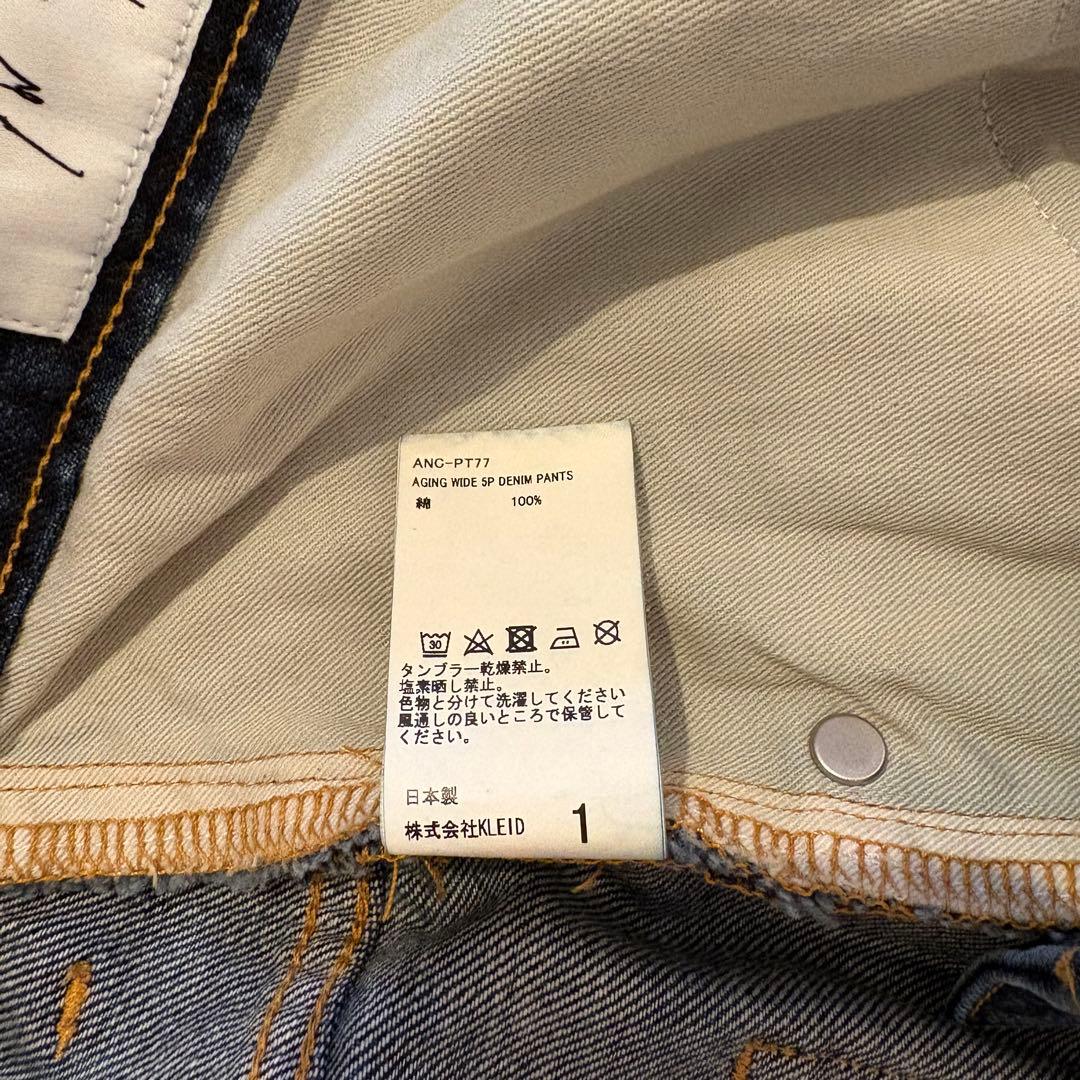 ANC-PT77
AGING WIDE 5P DENIM PANTS
綿 100%
30
タンブラー乾燥禁止。
塩素晒し禁止。
色物と分けて洗濯してください
風通しの良いところで保管して
ください。
日本製
株式会社KLEID 1